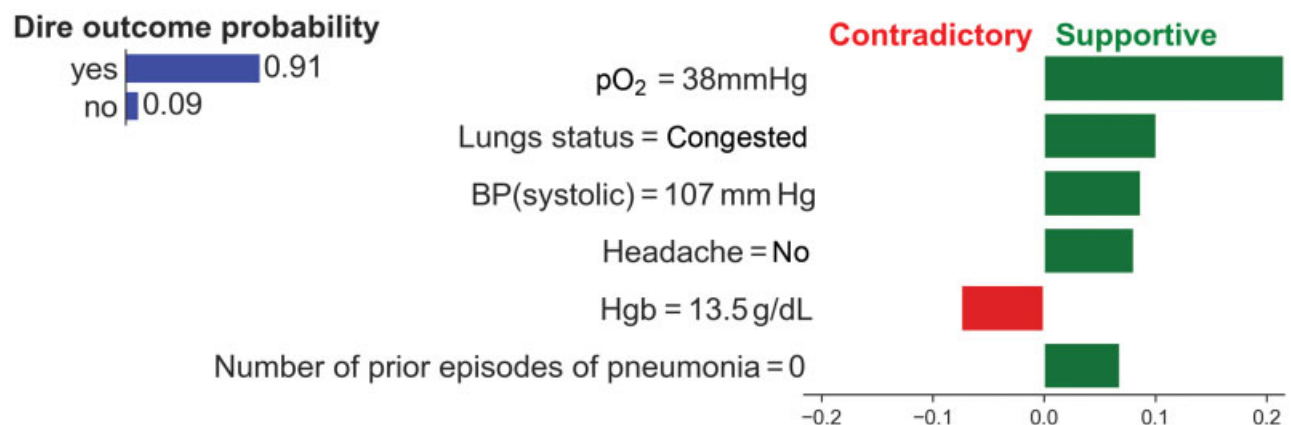 Dire outcome probability
yes 0.91
no 0.09
Contradictory Supportive
pO₂ = 38mmHg
Lungs status = Congested
BP(systolic) = 107 mm Hg
Headache = No
Hgb = 13.5 g/dL
Number of prior episodes of pneumonia = 0
−0.2 −0.1 0.0 0.1 0.2